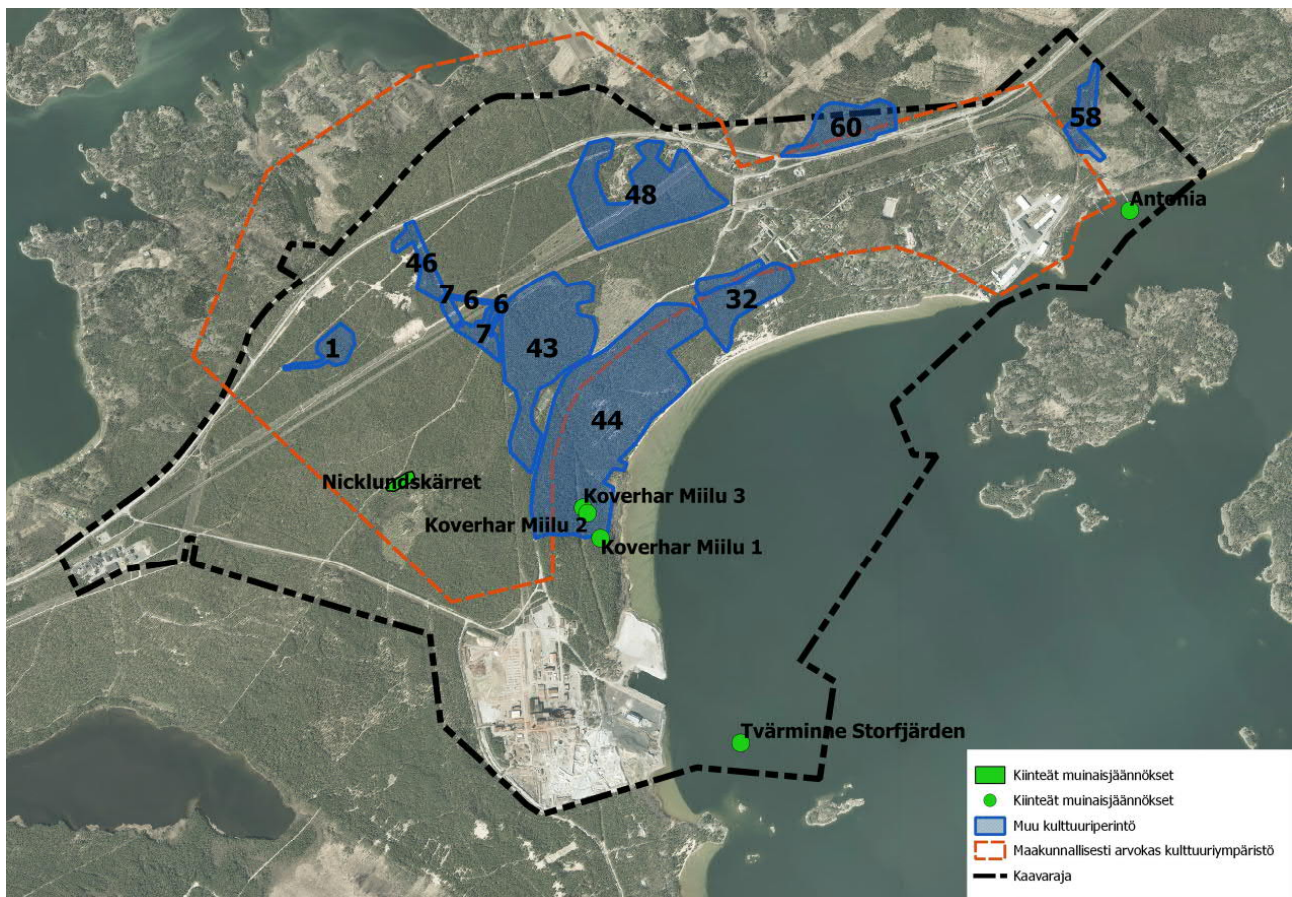 58
60
48
Antonia
46
7
6
6
7
32
1
43
44
Nicklundskärret
Koverhar Miilu 3
Koverhar Miilu 2
Koverhar Miilu 1
Tvärminne Storfjärden
Kiinteät muinaisjäännökset
Kiinteät muinaisjäännökset
Muu kulttuuriperintö
Maakunnallisesti arvokas kulttuuriympäristö
Kaavaraja